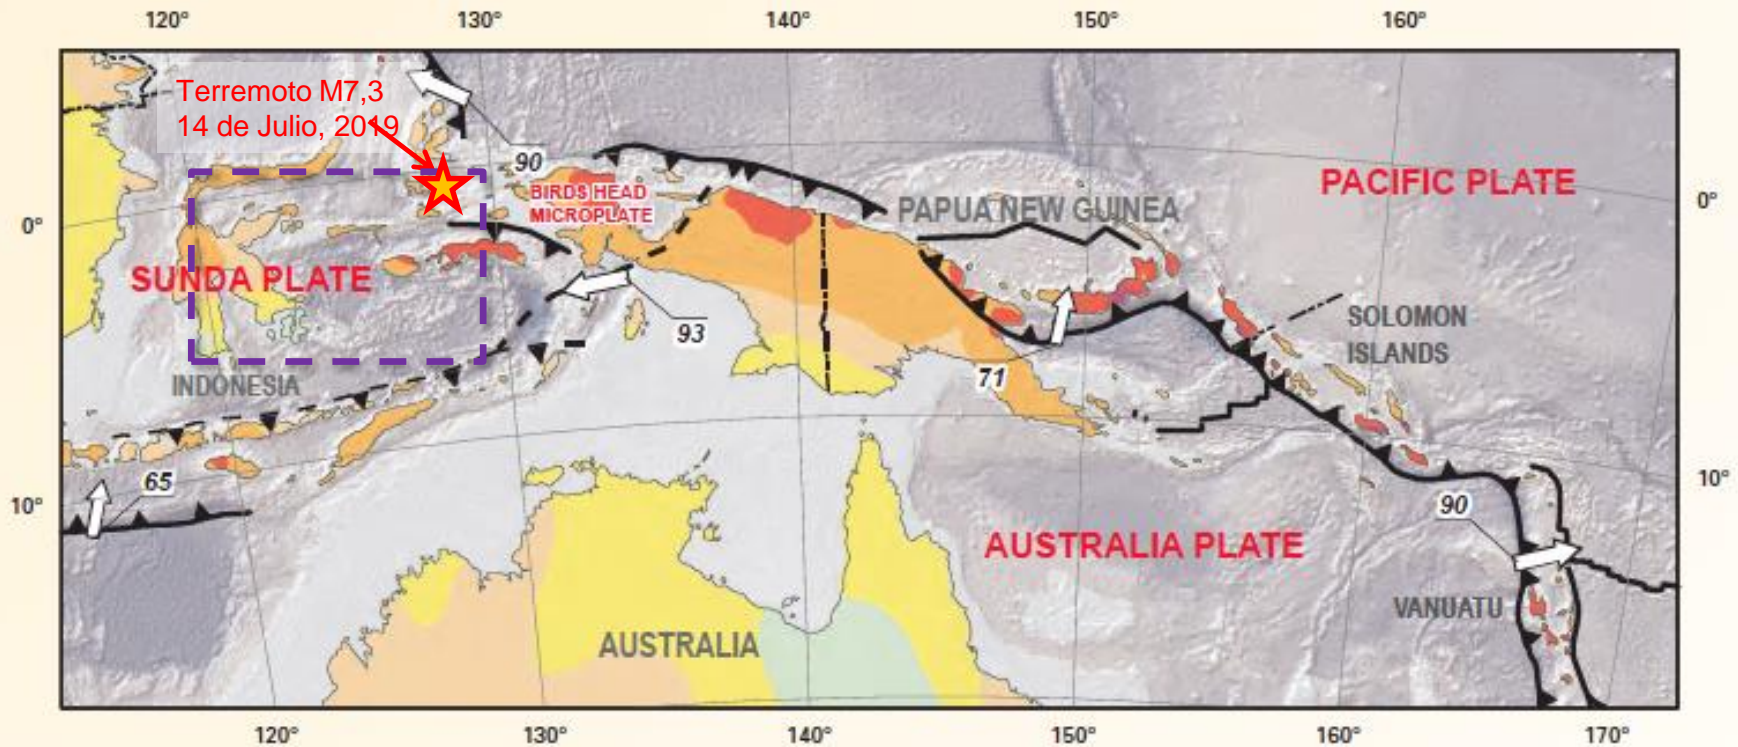 120°
130°
140°
150°
160°
Terremoto M7,3
14 de Julio, 2019
90
BIRDS HEAD
MICROPLATE
PACIFIC PLATE
PAPUA NEW GUINEA
0°
0°
SUNDA PLATE
93
SOLOMON
ISLANDS
INDONESIA
71
65
10°
10°
90
AUSTRALIA PLATE
VANUATU
AUSTRALIA
120°
130°
140°
150°
160°
170°